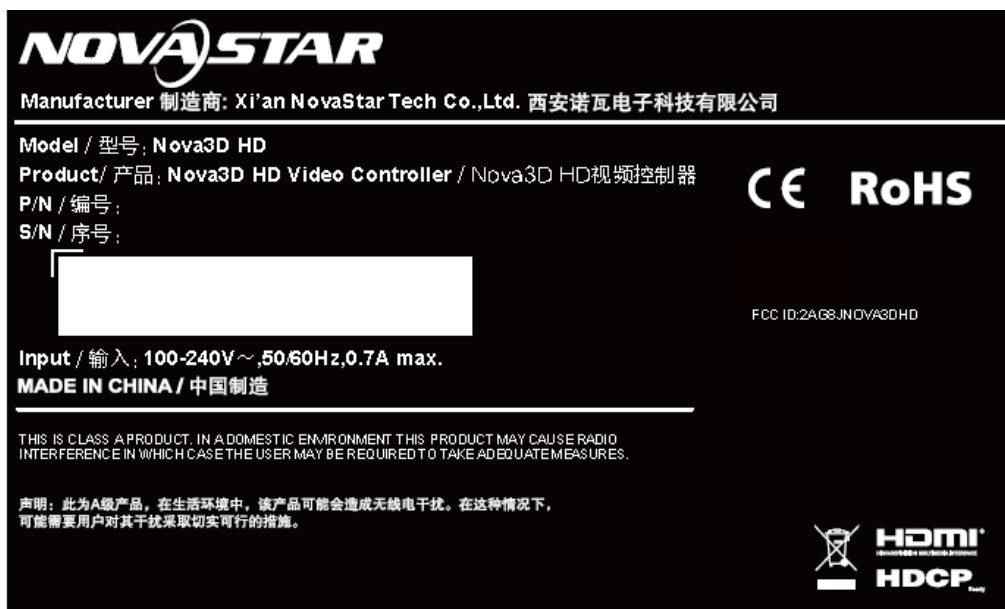 NOVASTAR
Manufacturer 制造商: Xi'an NovaStar Tech Co.,Ltd. 西安诺瓦电子科技有限公司
Model / 型号: Nova3D HD
Product/ 产品: Nova3D HD Video Controller / Nova3D HD视频控制器
P/N / 编号:
S/N / 序号:
CE RoHS
FCC ID:2AG8JNOVA3DHD
Input / 输入: 100-240V～,50/60Hz,0.7A max.
MADE IN CHINA / 中国制造
THIS IS CLASS A PRODUCT. IN A DOMESTIC ENVIRONMENT THIS PRODUCT MAY CAUSE RADIO
INTERFERENCE IN WHICH CASE THE USER MAY BE REQUIRED TO TAKE ADEQUATE MEASURES.
声明：此为A级产品，在生活环境中，该产品可能会造成无线电干扰。在这种情况下，
可能需要用户对其干扰采取切实可行的措施。
HDMI
HIGH-DEFINITION MULTIMEDIA INTERFACE
HDCP Ready